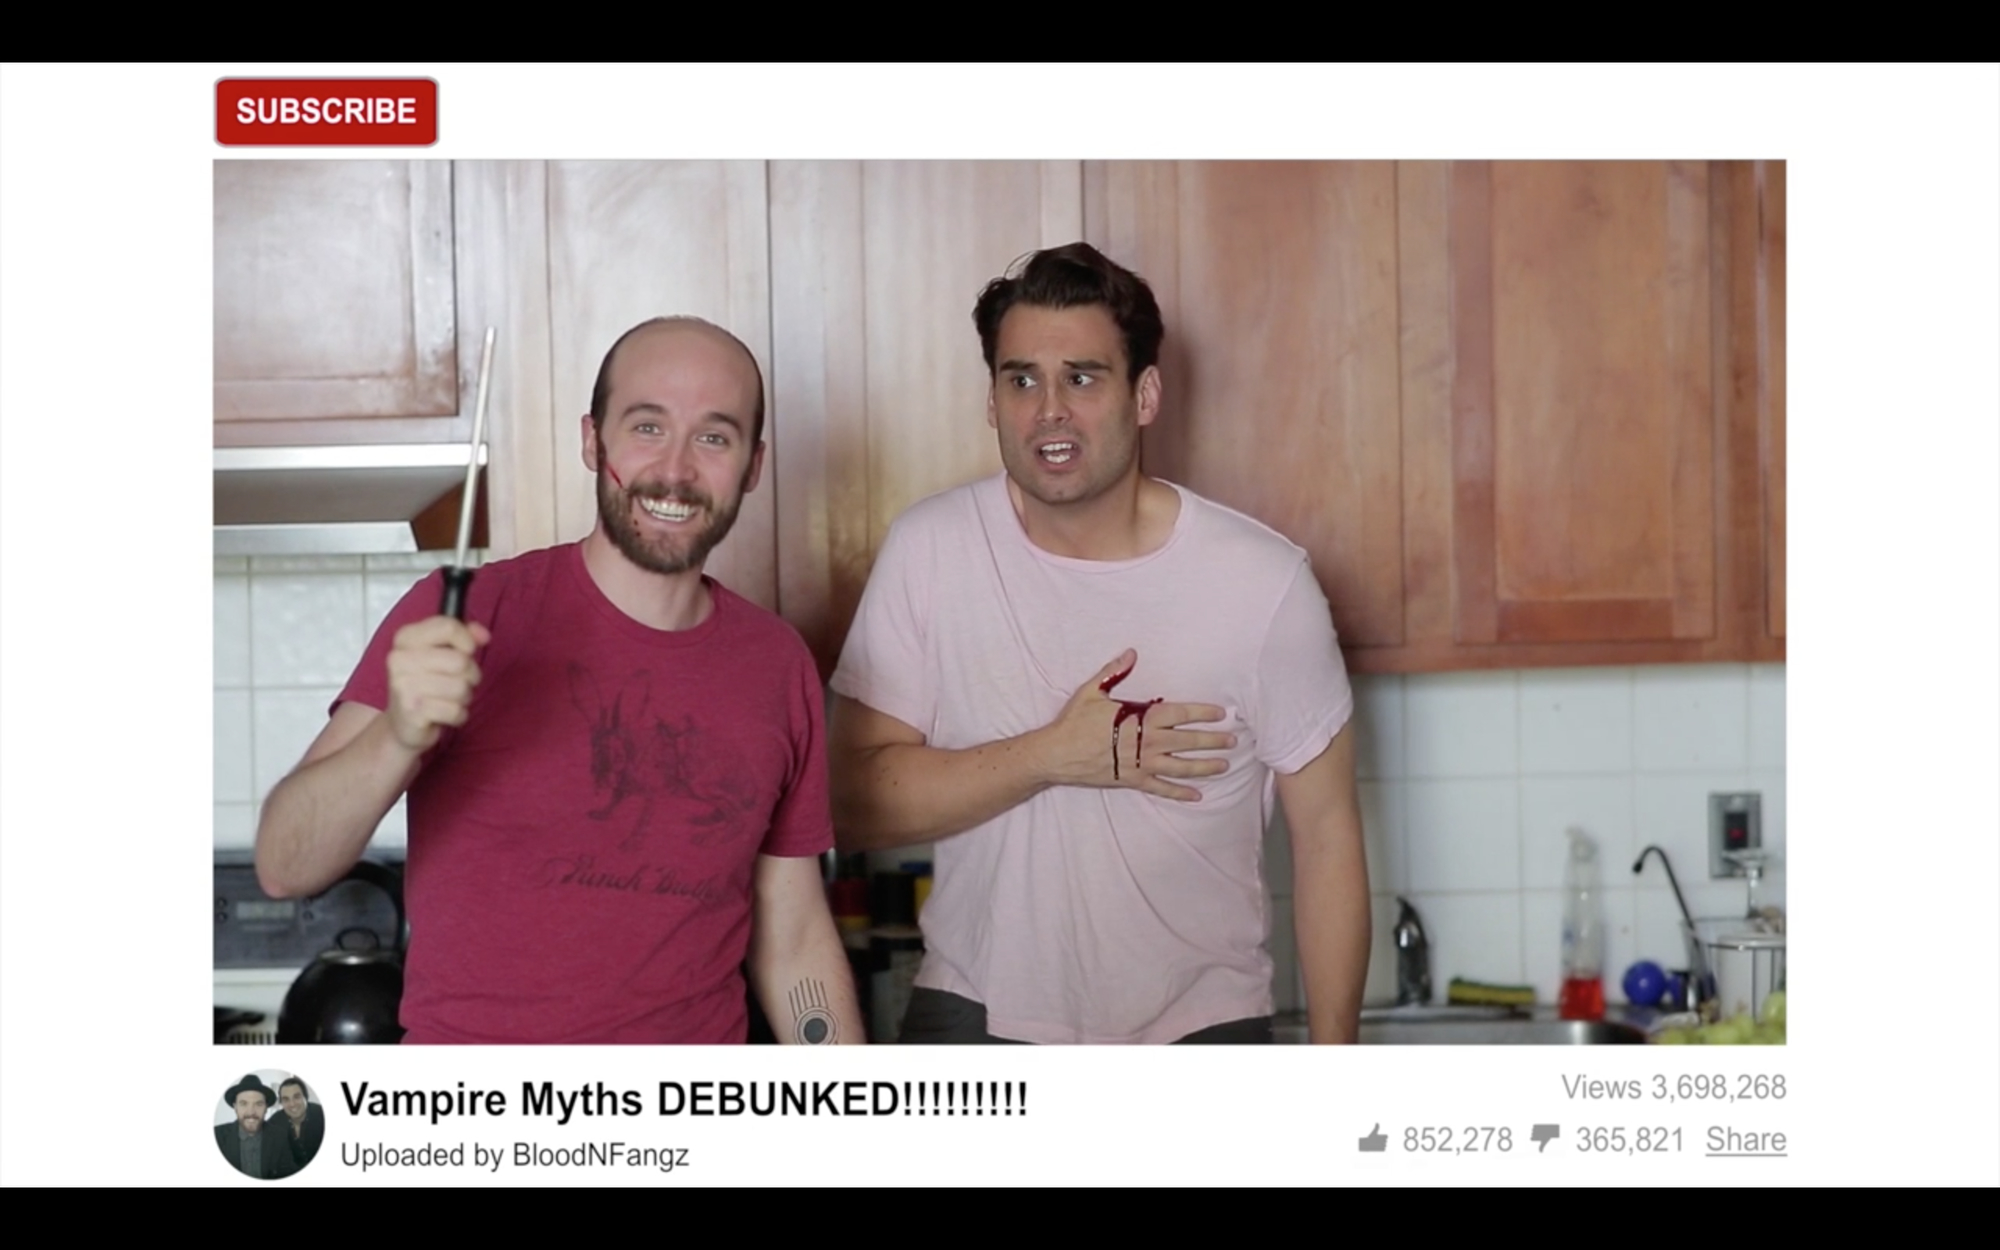 SUBSCRIBE
Vampire Myths DEBUNKED!!!!!!!!!
Uploaded by BloodNFangz
Views 3,698,268
852,278 365,821 Share